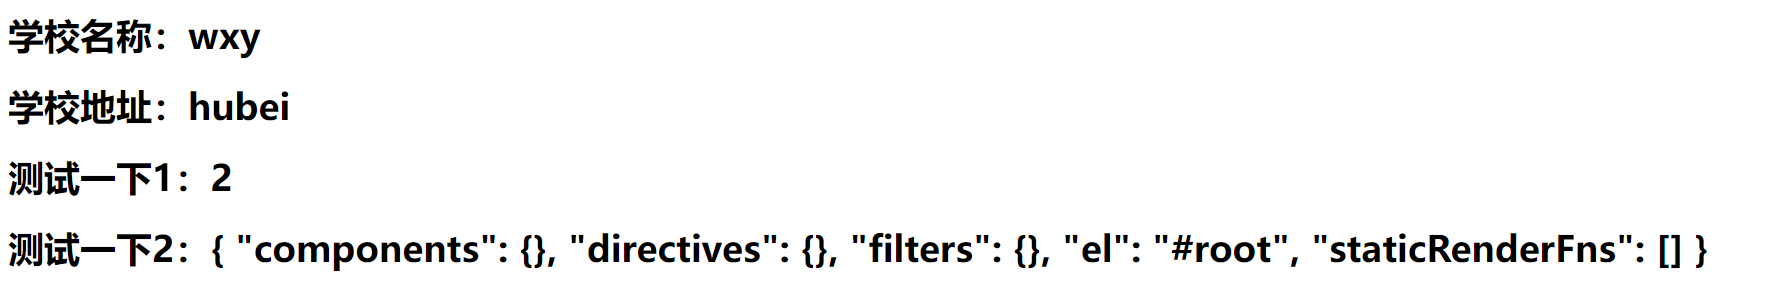 学校名称：wxy
学校地址：hubei
测试一下1：2
测试一下2：{ "components": {}, "directives": {}, "filters": {}, "el": "#root", "staticRenderFns": [] }